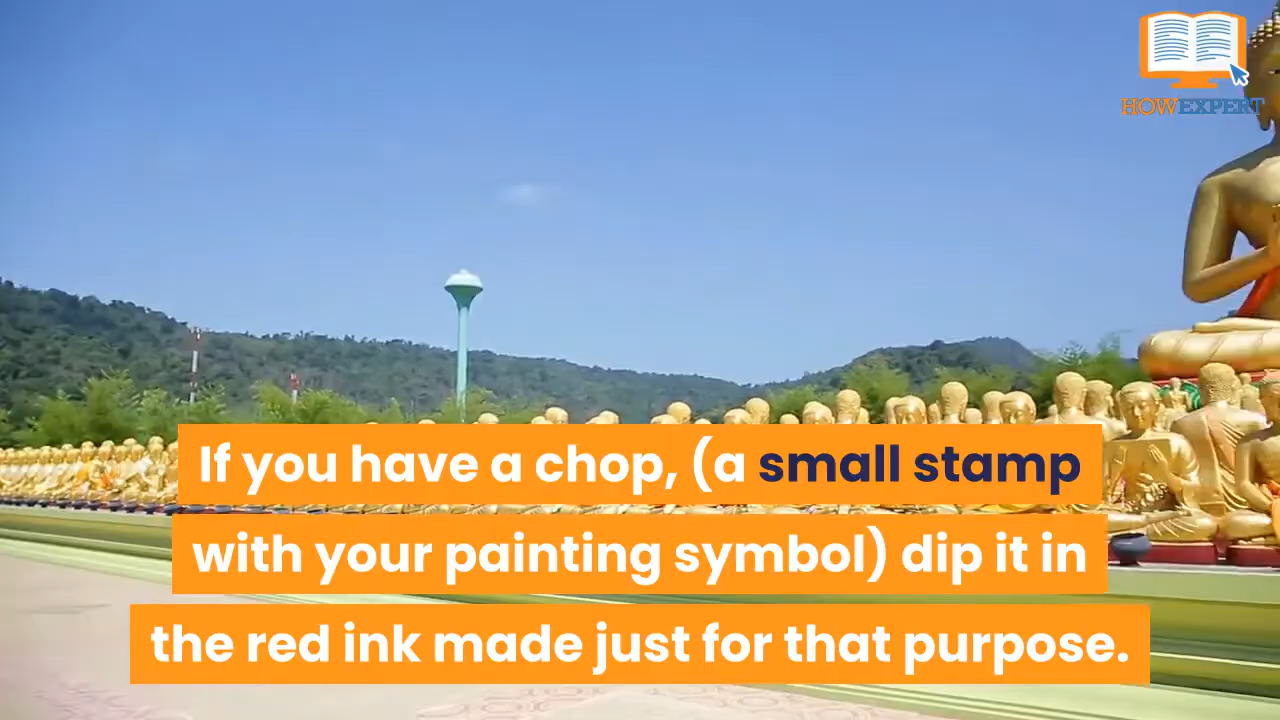 HOWEXPERT
If you have a chop, (a small stamp
with your painting symbol) dip it in
the red ink made just for that purpose.